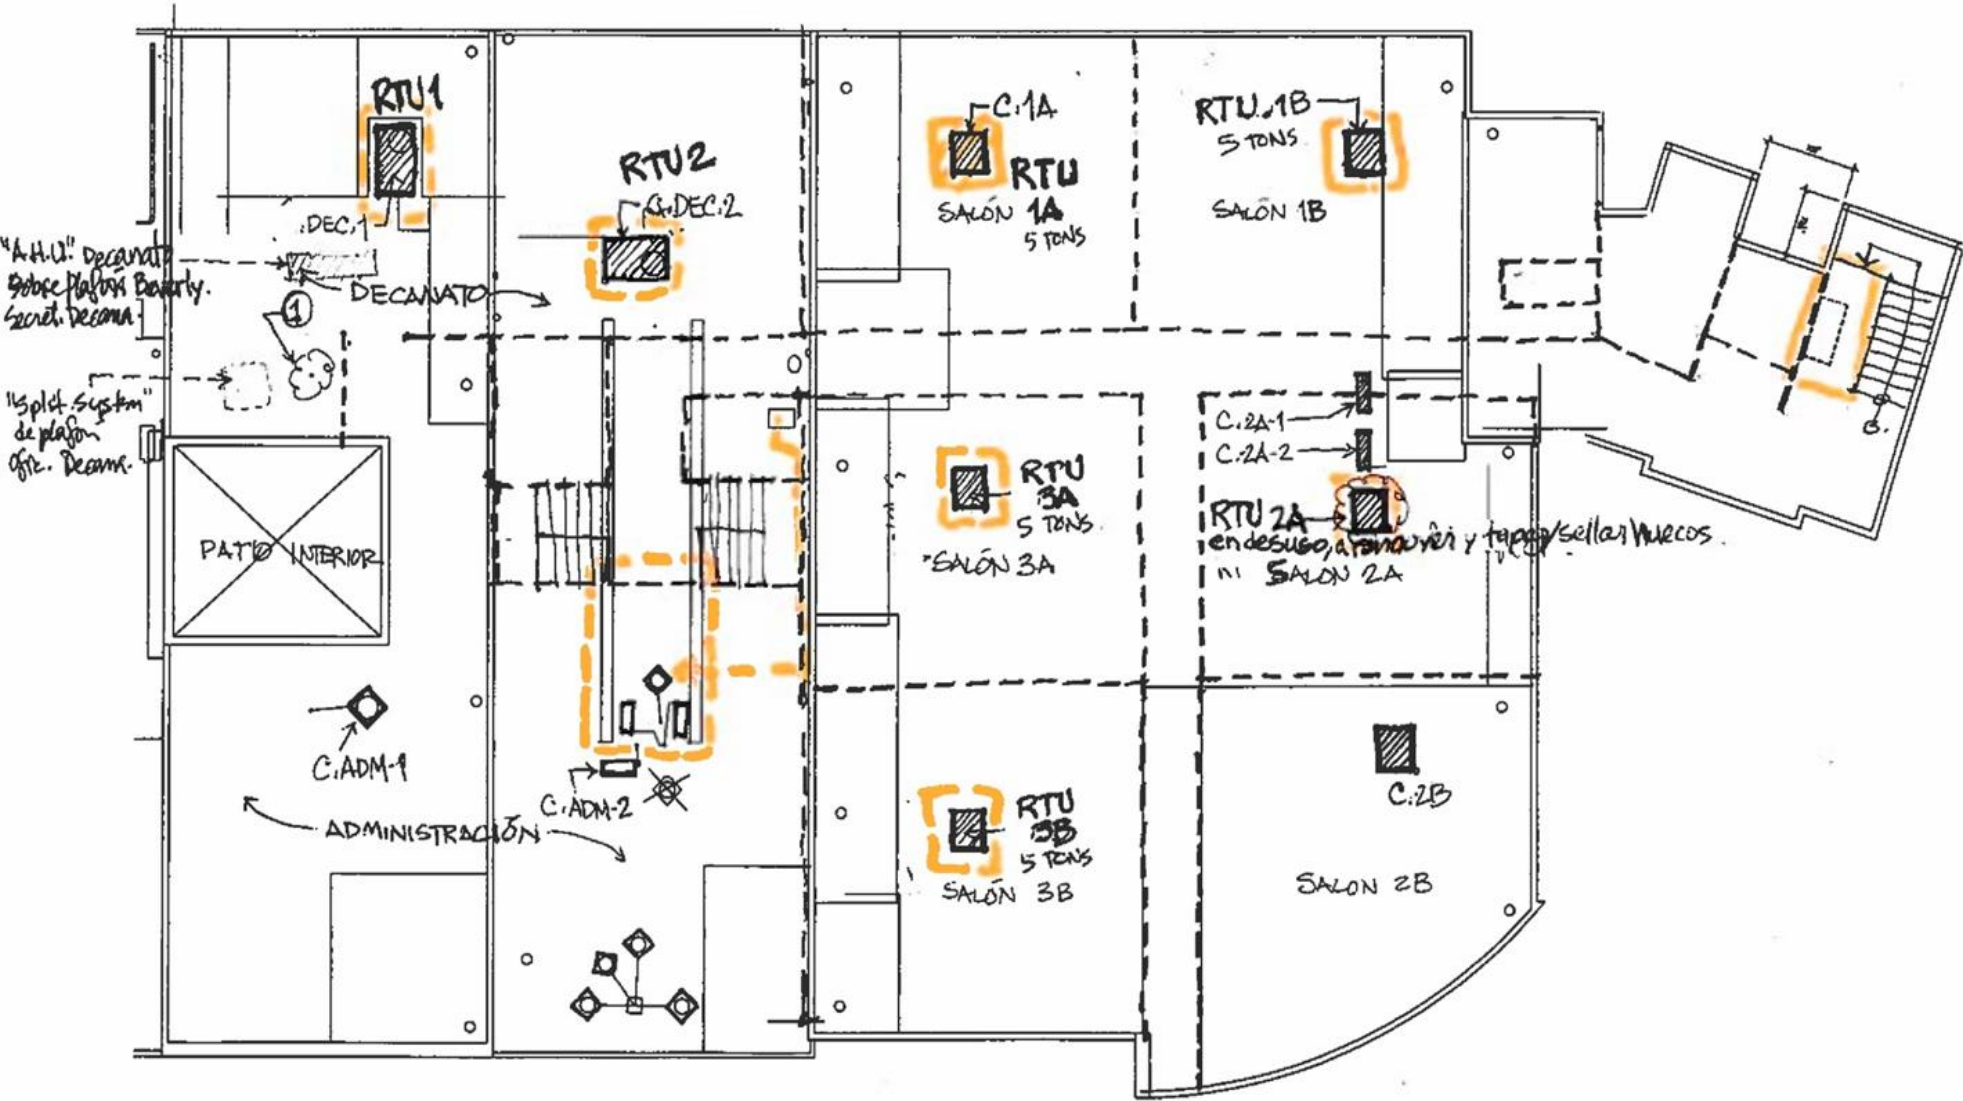 RTU1
.DEC.1
"A.H.U." Decanato
Sobre plafón Beverly.
Secret. Decana.
DECANATO
1
"Split System"
de plafon
Ofic. Decana.
PATIO INTERIOR
C.ADM-1
ADMINISTRACIÓN
RTU2
C.DEC.2
C.ADM-2
C.1A
RTU
1A
SALÓN
5 TONS
RTU.1B
5 TONS
SALÓN 1B
RTU
3A
5 TONS
SALÓN 3A
C.2A-1
C.2A-2
RTU 2A
en desuso, y tapar/sellar huecos.
SALON 2A
RTU
3B
5 TONS
SALÓN 3B
C.2B
SALON 2B